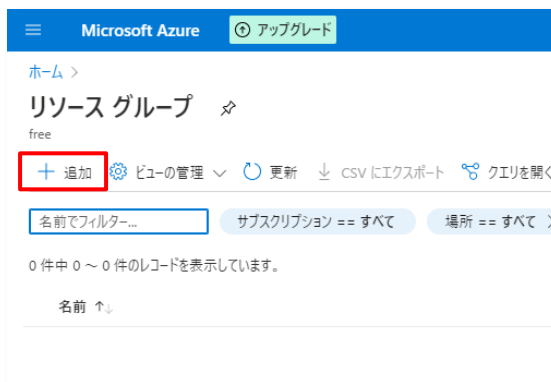 Microsoft Azure アップグレード
ホーム >
リソース グループ
free
+ 追加 ビューの管理 更新 CSV にエクスポート クエリを開く
名前でフィルター... サブスクリプション == すべて 場所 == すべて
0 件中 0 ～ 0 件のレコードを表示しています。
名前 ↑↓